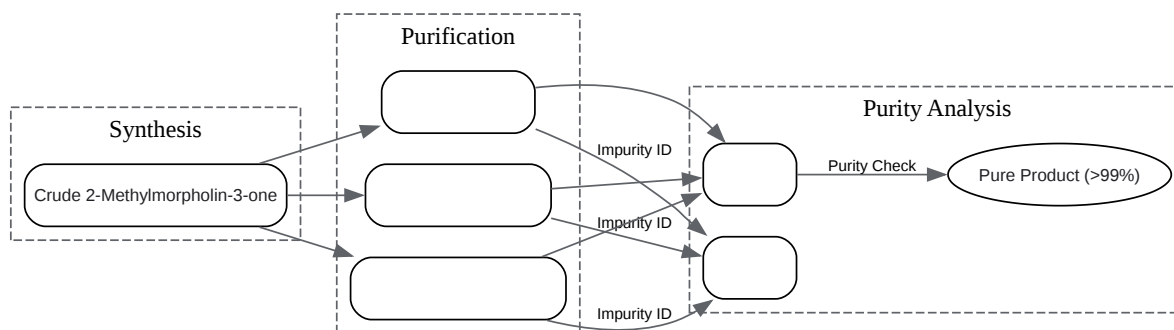 Synthesis
Crude 2-Methylmorpholin-3-one
Purification
Impurity ID
Impurity ID
Impurity ID
Purity Analysis
Purity Check
Pure Product (>99%)